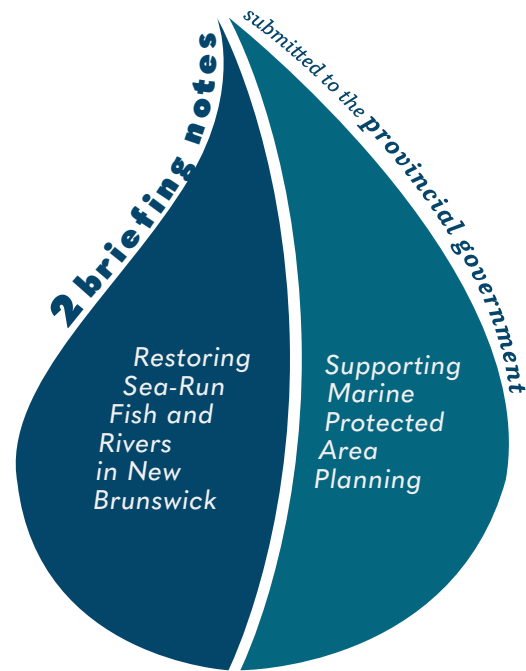 2 briefing notes
submitted to the provincial government
Restoring
Sea-Run
Fish and
Rivers
in New
Brunswick
Supporting
Marine
Protected
Area
Planning